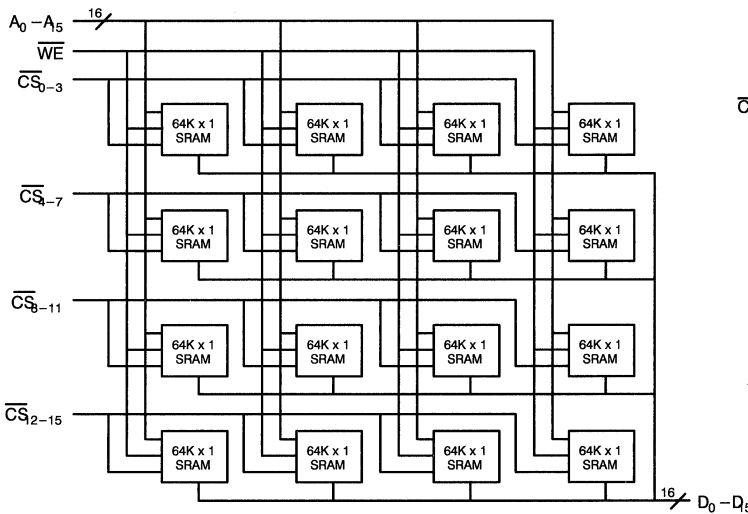 16
A0 – A15
WE
CS0–3
C
64K x 1 64K x 1 64K x 1 64K x 1
SRAM SRAM SRAM SRAM
CS4–7
64K x 1 64K x 1 64K x 1 64K x 1
SRAM SRAM SRAM SRAM
CS8–11
64K x 1 64K x 1 64K x 1 64K x 1
SRAM SRAM SRAM SRAM
CS12–15
64K x 1 64K x 1 64K x 1 64K x 1
SRAM SRAM SRAM SRAM
16
D0 – D15